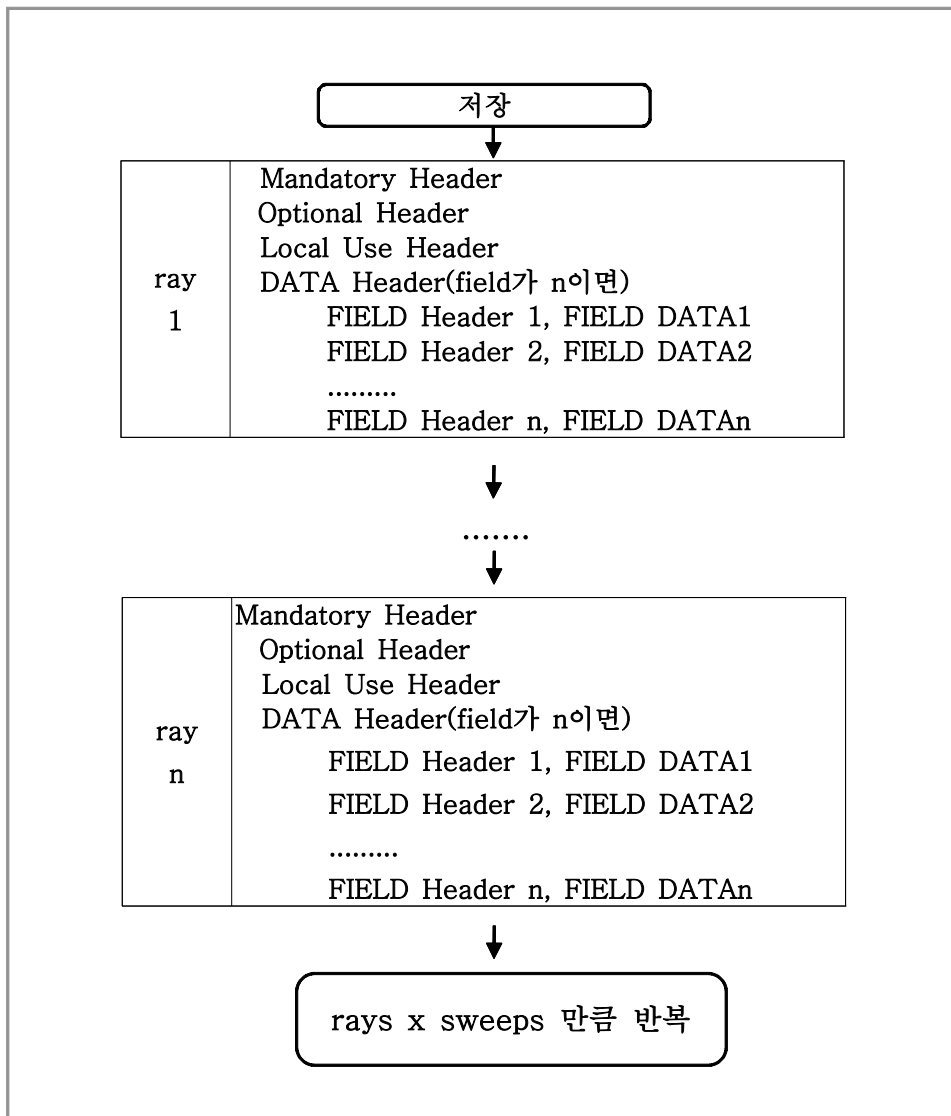 저장
ray
1
Mandatory Header
Optional Header
Local Use Header
DATA Header(field가 n이면)
FIELD Header 1, FIELD DATA1
FIELD Header 2, FIELD DATA2
.........
FIELD Header n, FIELD DATAn
.......
ray
n
Mandatory Header
Optional Header
Local Use Header
DATA Header(field가 n이면)
FIELD Header 1, FIELD DATA1
FIELD Header 2, FIELD DATA2
.........
FIELD Header n, FIELD DATAn
rays x sweeps 만큼 반복